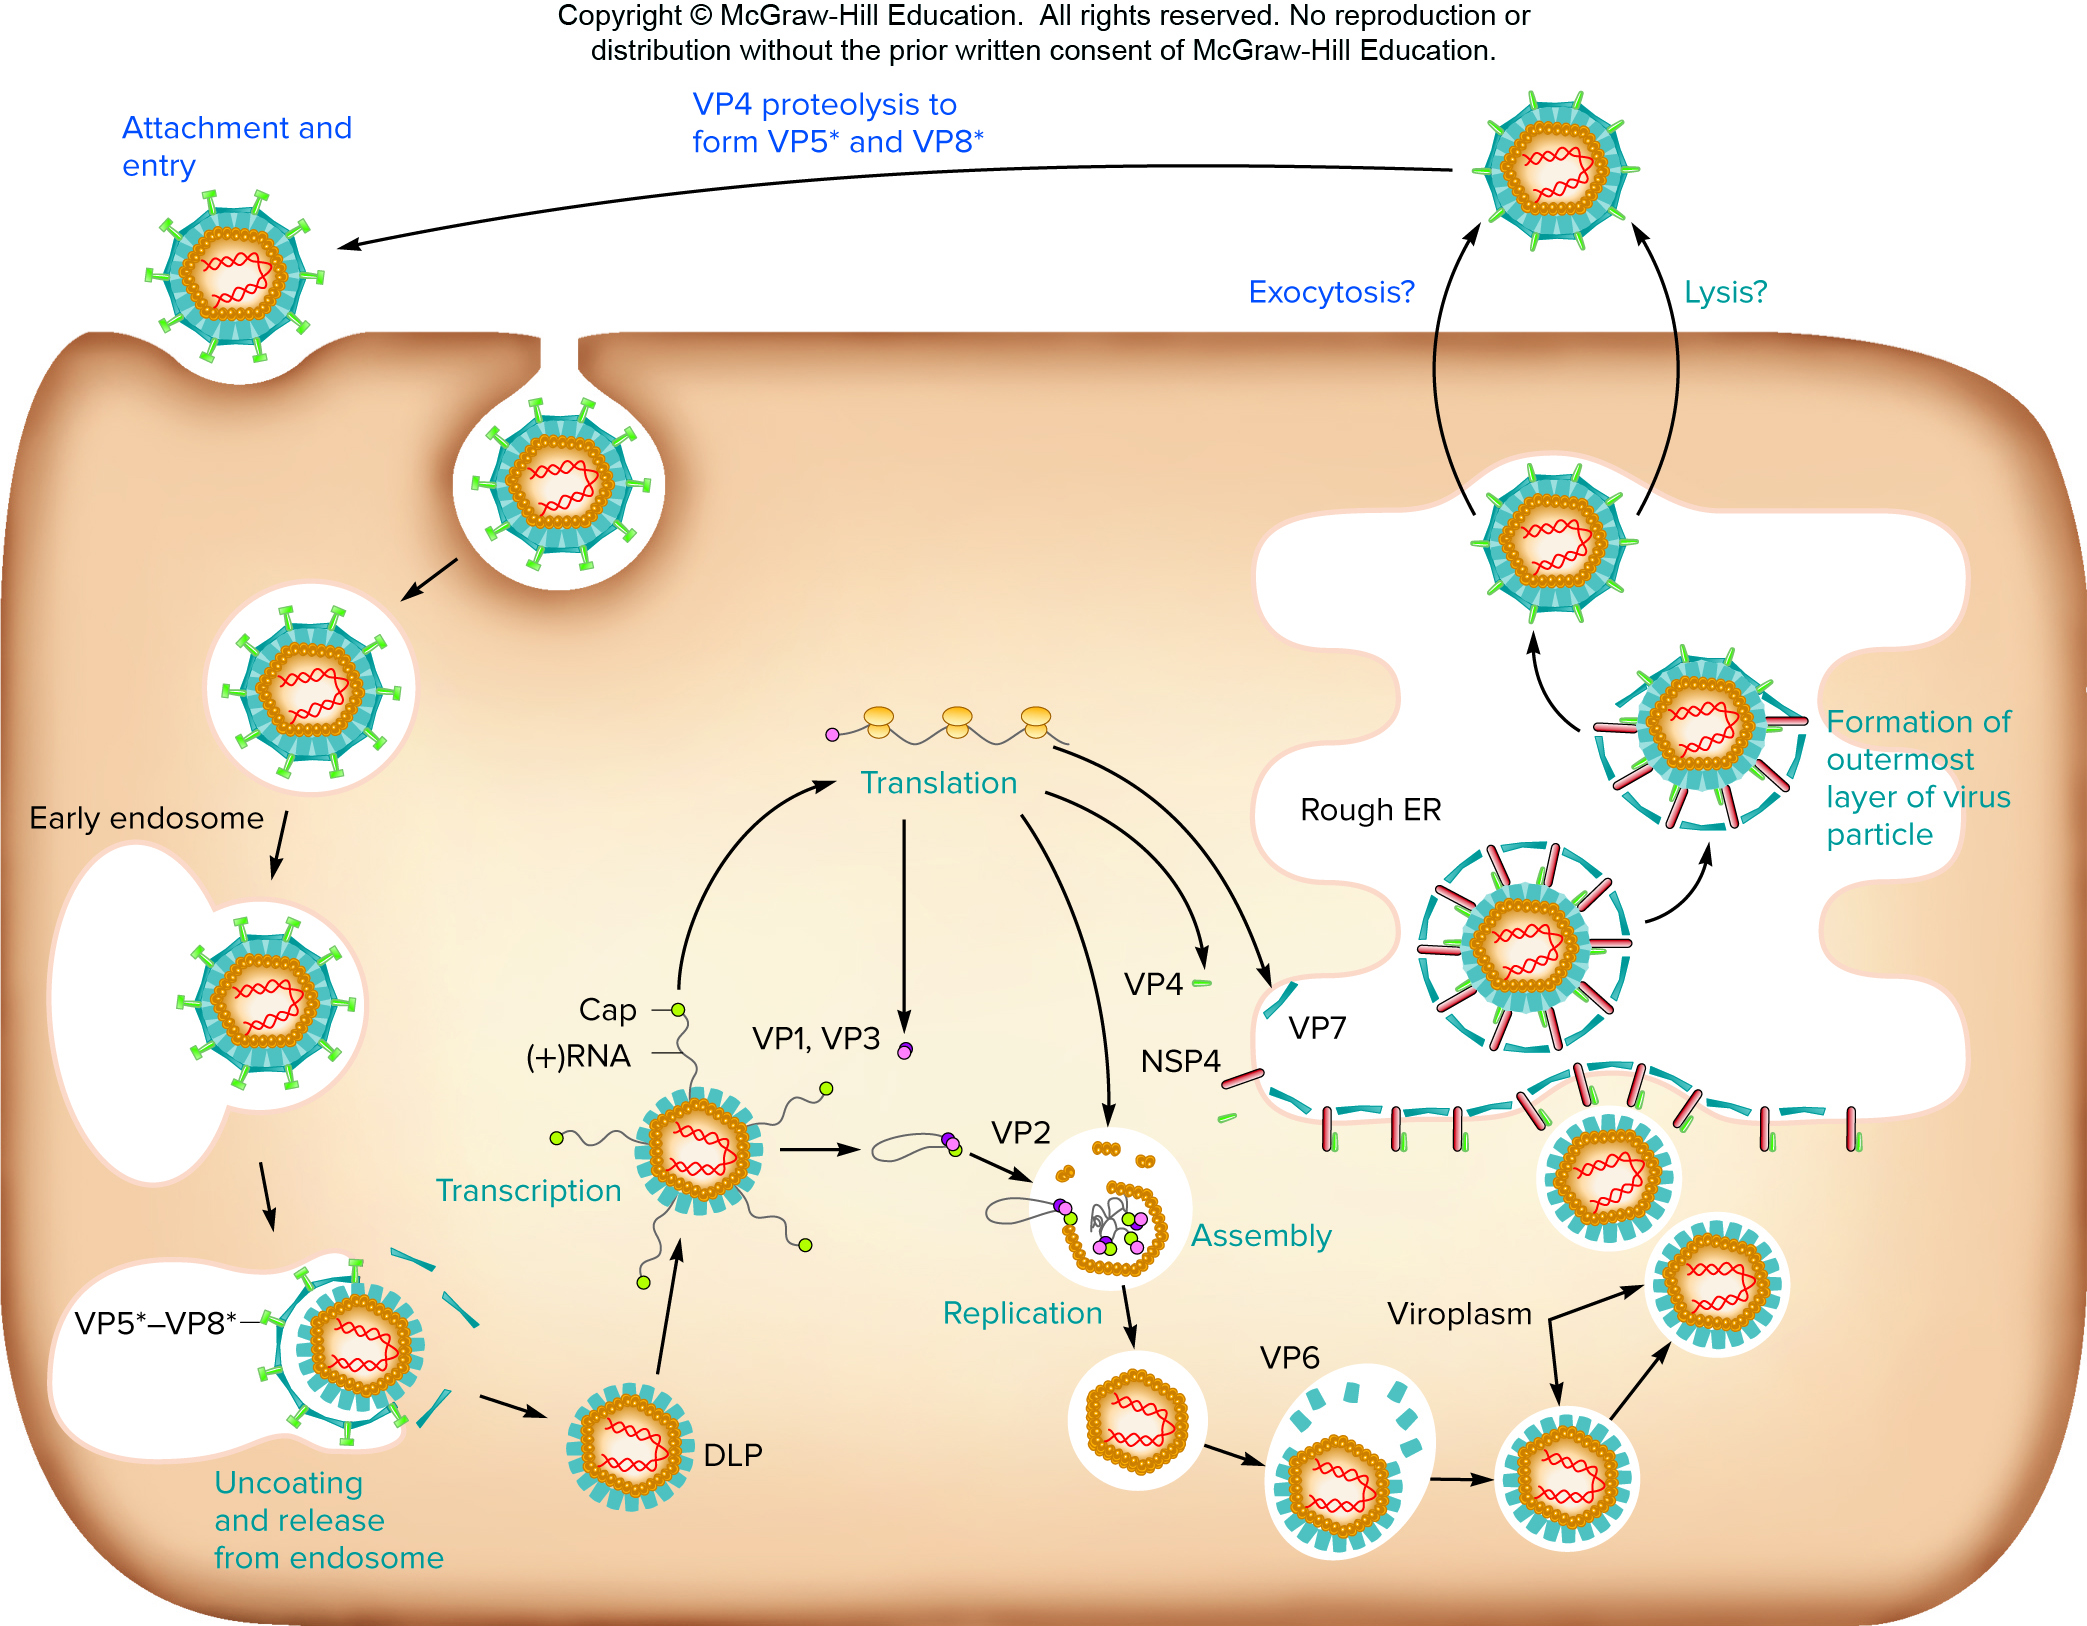 Copyright © McGraw-Hill Education.  All rights reserved. No reproduction or
distribution without the prior written consent of McGraw-Hill Education.
Attachment and
entry
VP4 proteolysis to
form VP5* and VP8*
Exocytosis?
Lysis?
Early endosome
Translation
Rough ER
Formation of
outermost
layer of virus
particle
Cap
(+)RNA
VP1, VP3
VP4
VP7
NSP4
VP2
Transcription
Assembly
Replication
VP5*–VP8*
Viroplasm
VP6
DLP
Uncoating
and release
from endosome